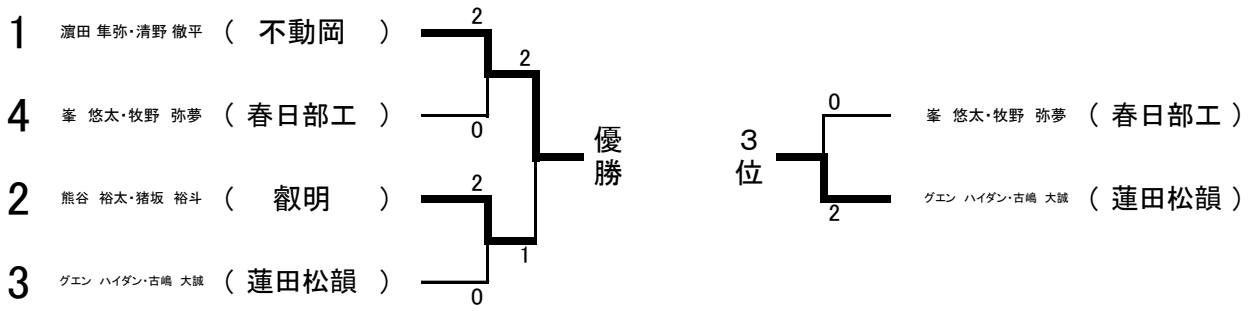 1 濵田 隼弥・清野 徹平 ( 不動岡 ) 2
2
4 峯 悠太・牧野 弥夢 ( 春日部工 ) 0
優勝
2 熊谷 裕太・猪坂 裕斗 ( 叡明 ) 2
1
3 グエン ハイダン・古嶋 大誠 ( 蓮田松韻 ) 0
0 峯 悠太・牧野 弥夢 ( 春日部工 )
3位
2 グエン ハイダン・古嶋 大誠 ( 蓮田松韻 )